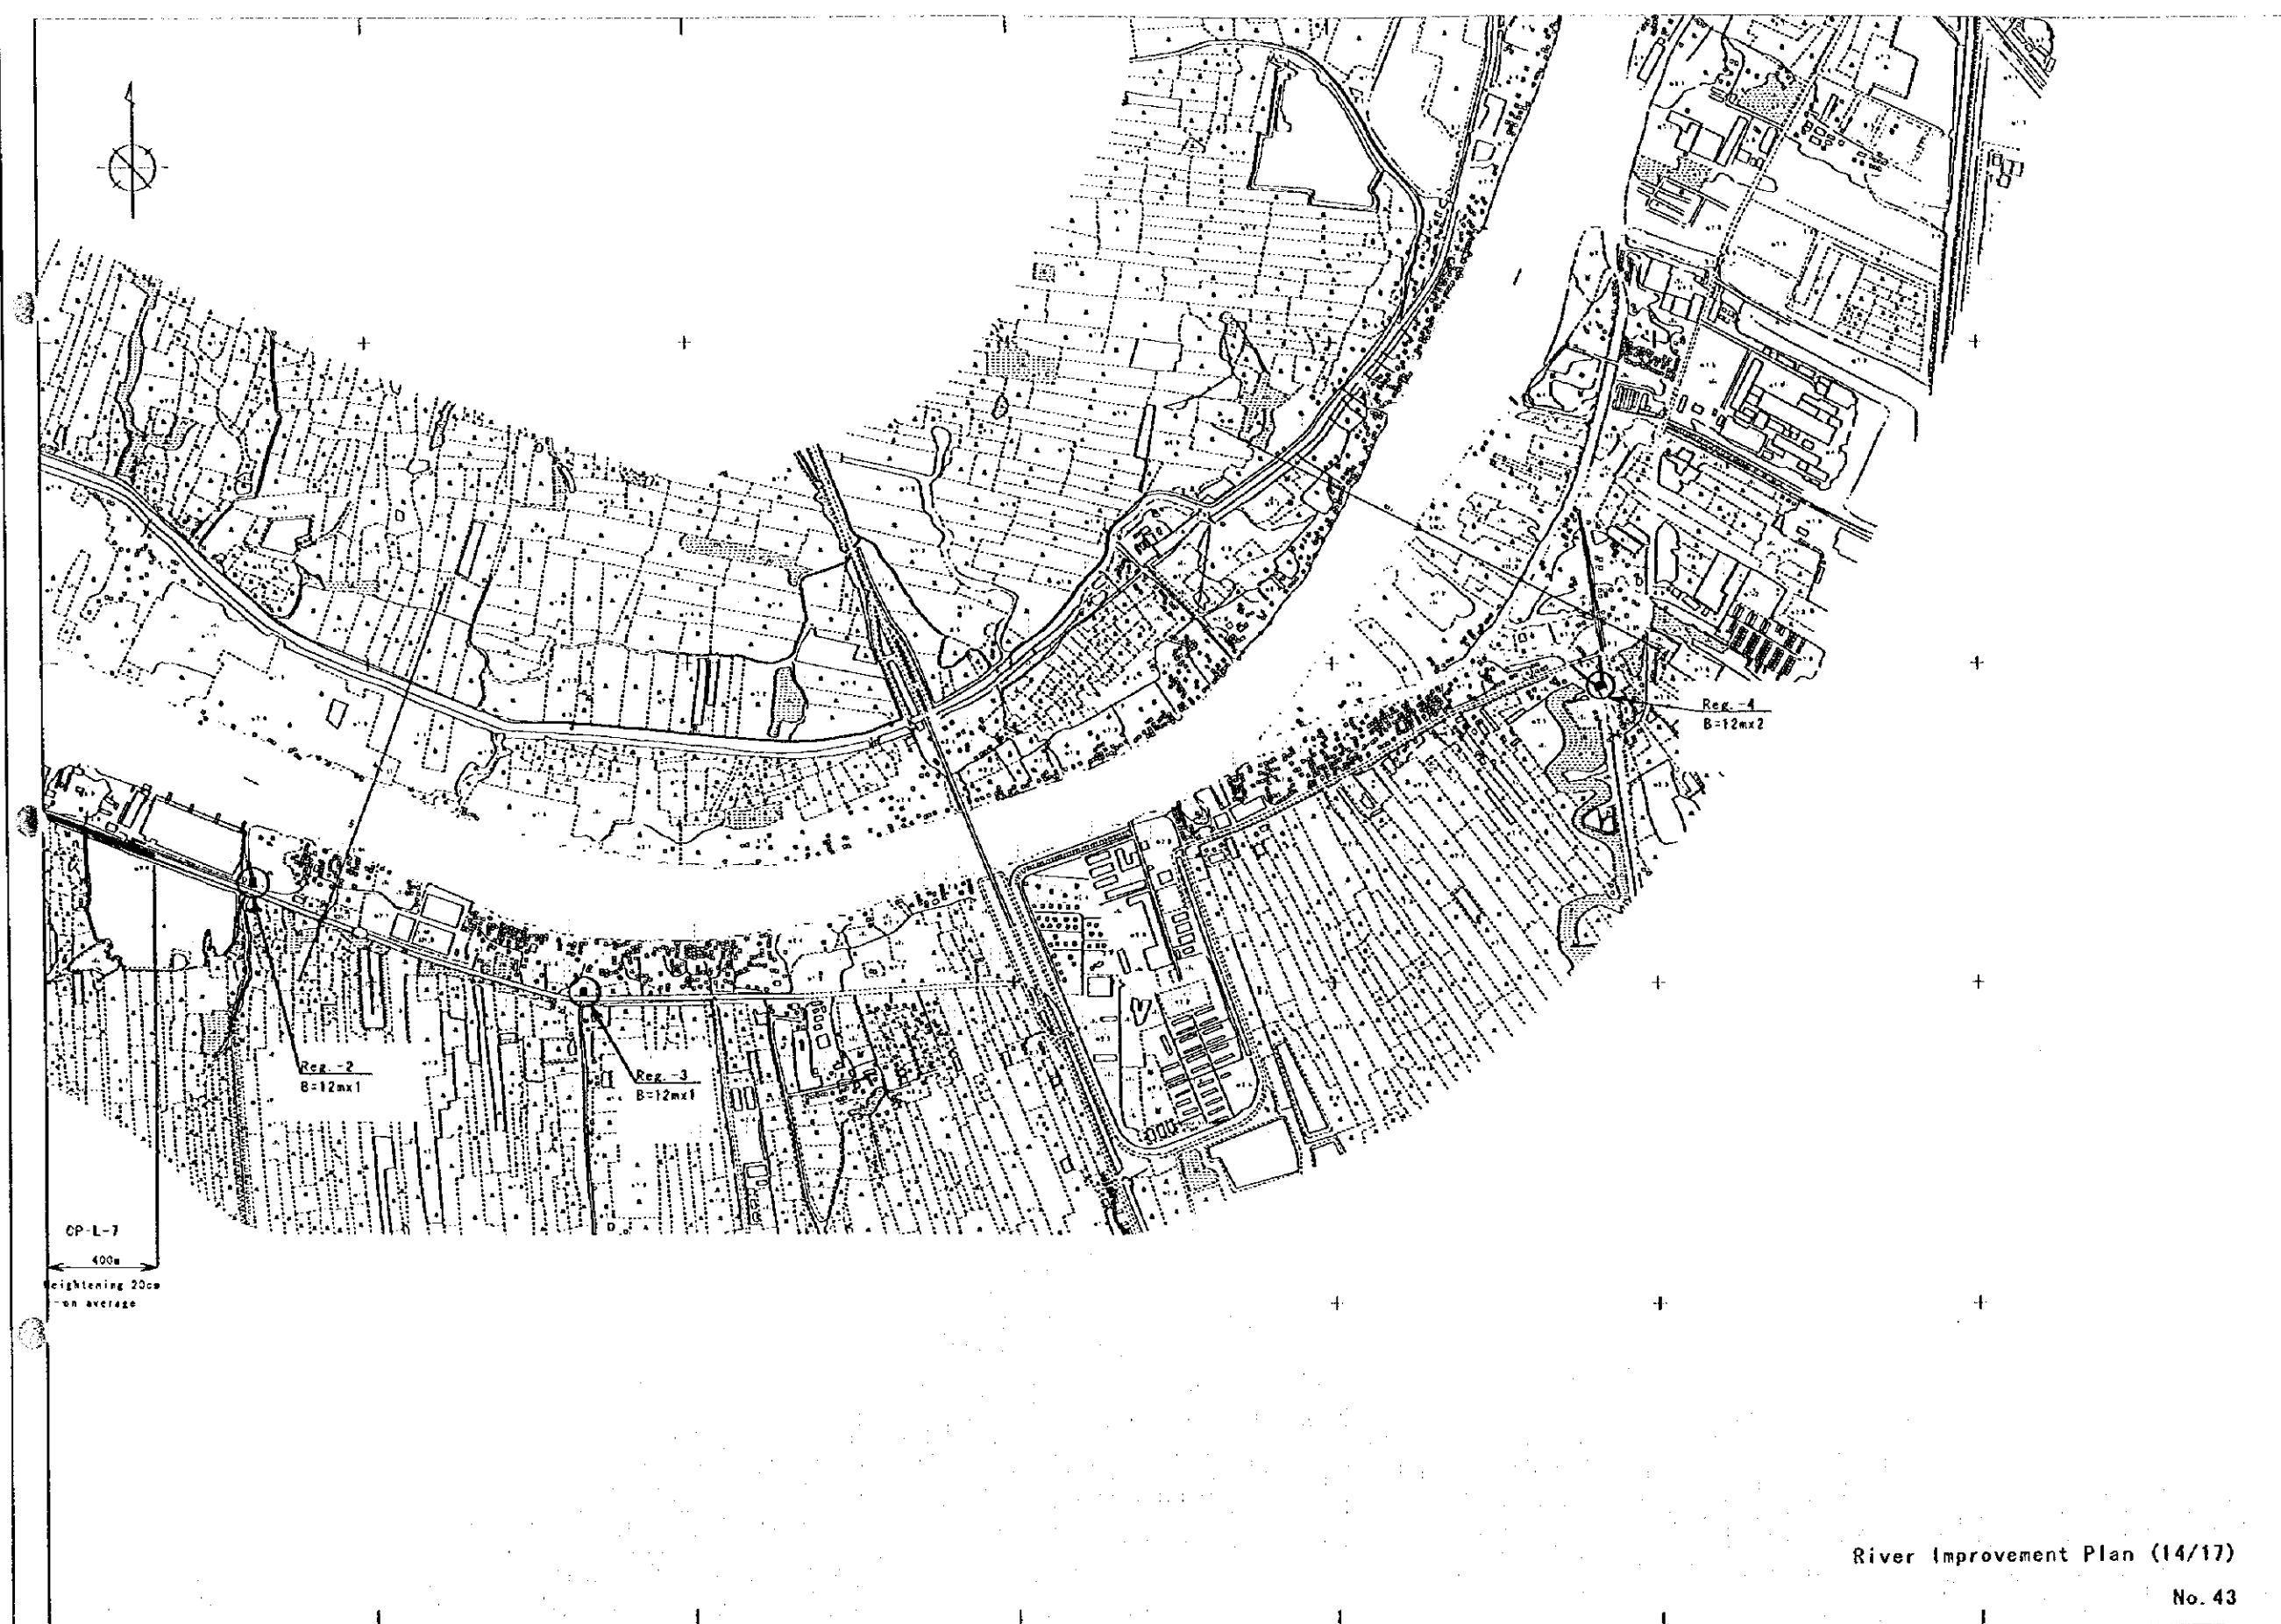 Reg.-4
B=12mx2
Reg.-2
B=12mx1
Reg.-3
B=12mx1
CP-L-7
400m
Heightening 20cm
on average
River Improvement Plan (14/17)
No. 43